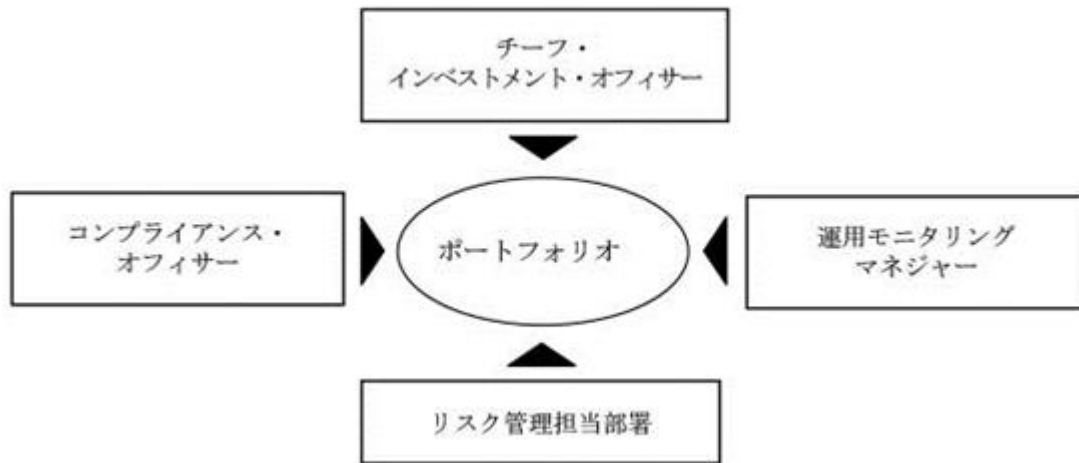 チーフ・
インベストメント・オフィサー
コンプライアンス・
オフィサー
ポートフォリオ
運用モニタリング
マネジャー
リスク管理担当部署